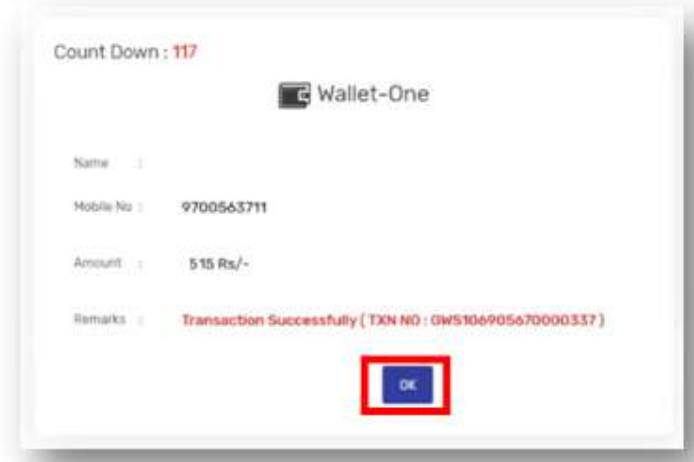 Count Down : 117
Wallet-One
Name :
Mobile No : 9700563711
Amount : 515 Rs/-
Remarks : Transaction Successfully ( TXN NO : GWS106905670000337 )
OK